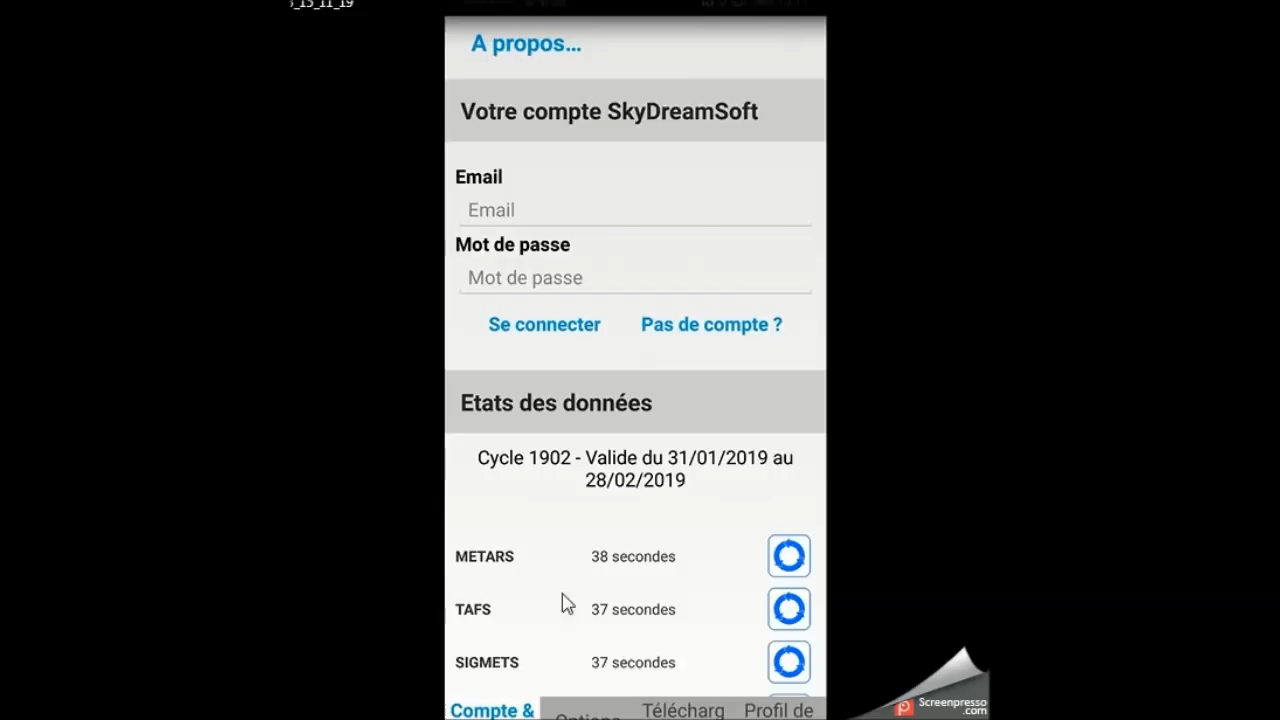 A propos...
Votre compte SkyDreamSoft
Email
Email
Mot de passe
Mot de passe
Se connecter Pas de compte ?
Etats des données
Cycle 1902 - Valide du 31/01/2019 au
28/02/2019
METARS 38 secondes
TAFS 37 secondes
SIGMETS 37 secondes
Compte & Options Télécharg Profil de
Screenpresso
.com